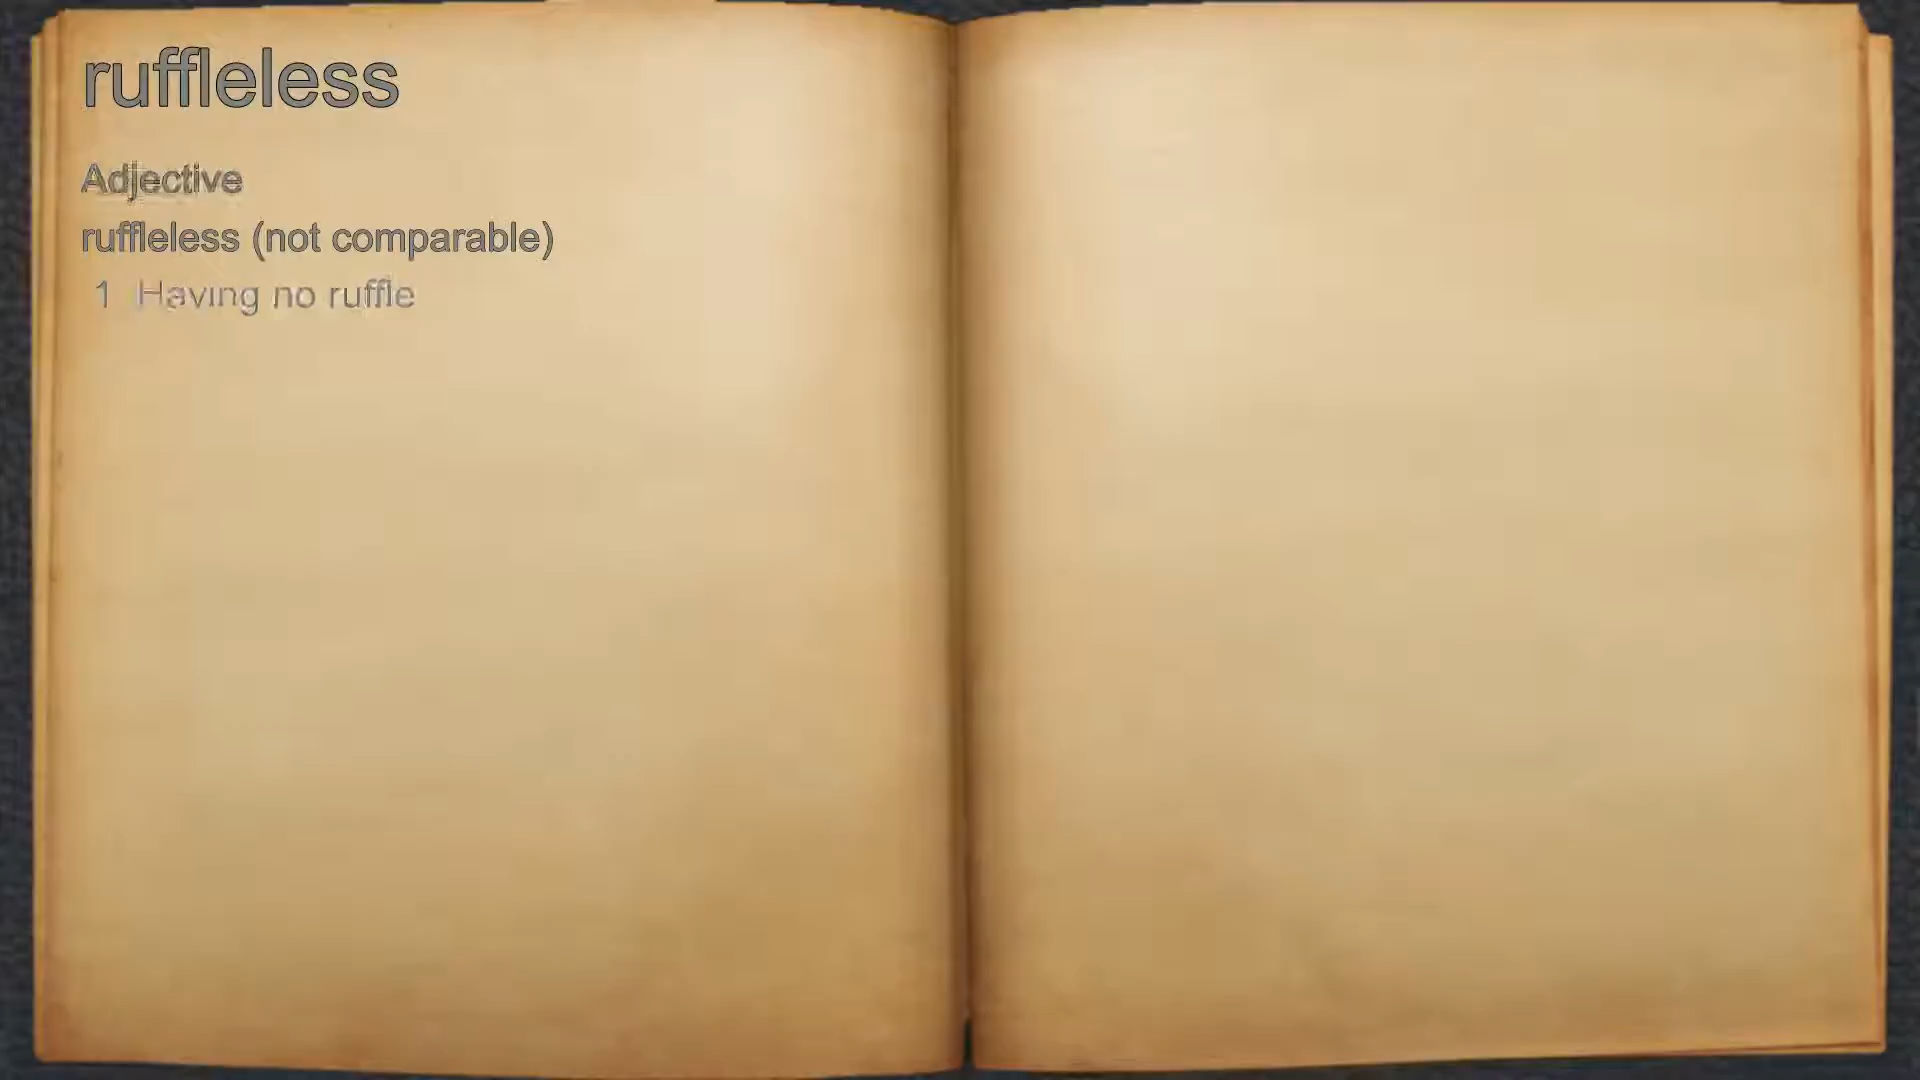 ruffleless
Adjective
ruffleless (not comparable)
1 Having no ruffle